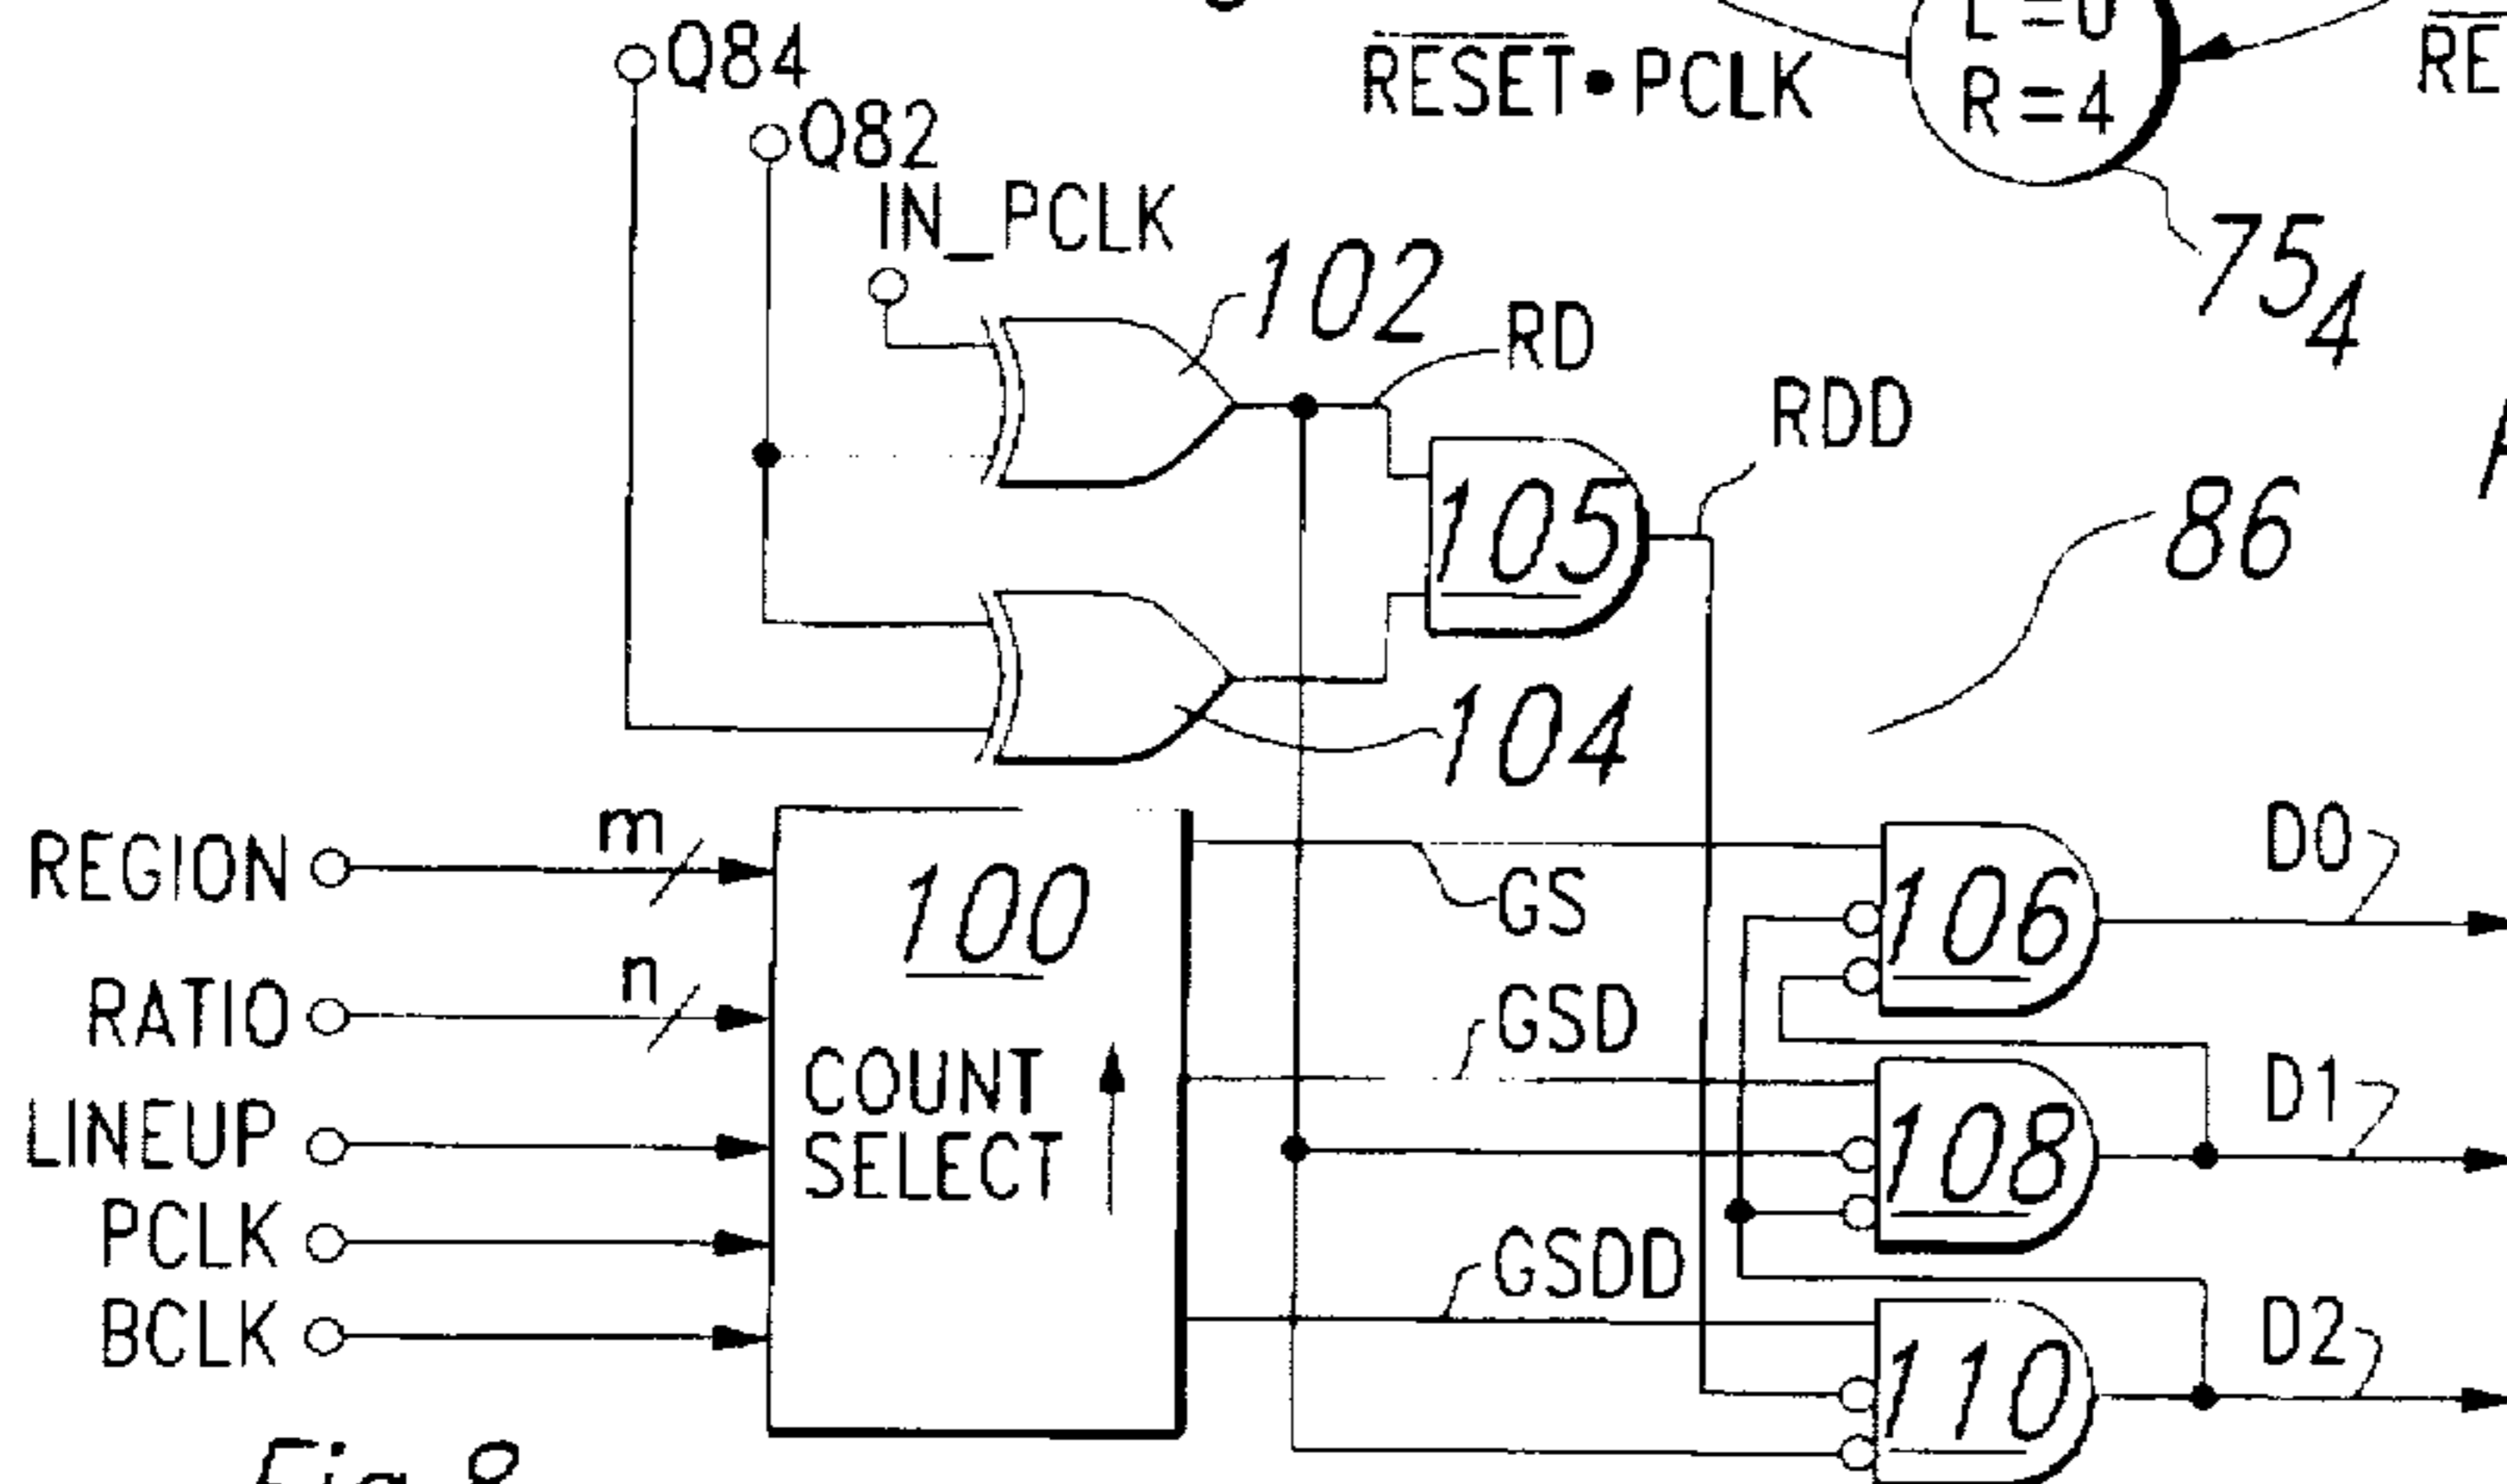 Q84
Q82
IN_PCLK
RESET•PCLK
R=4
75₄
102
RD
RDD
105
86
104
REGION
m
RATIO
n
LINEUP
PCLK
BCLK
100
COUNT
SELECT
GS
GSD
GSDD
106
108
110
D0
D1
D2